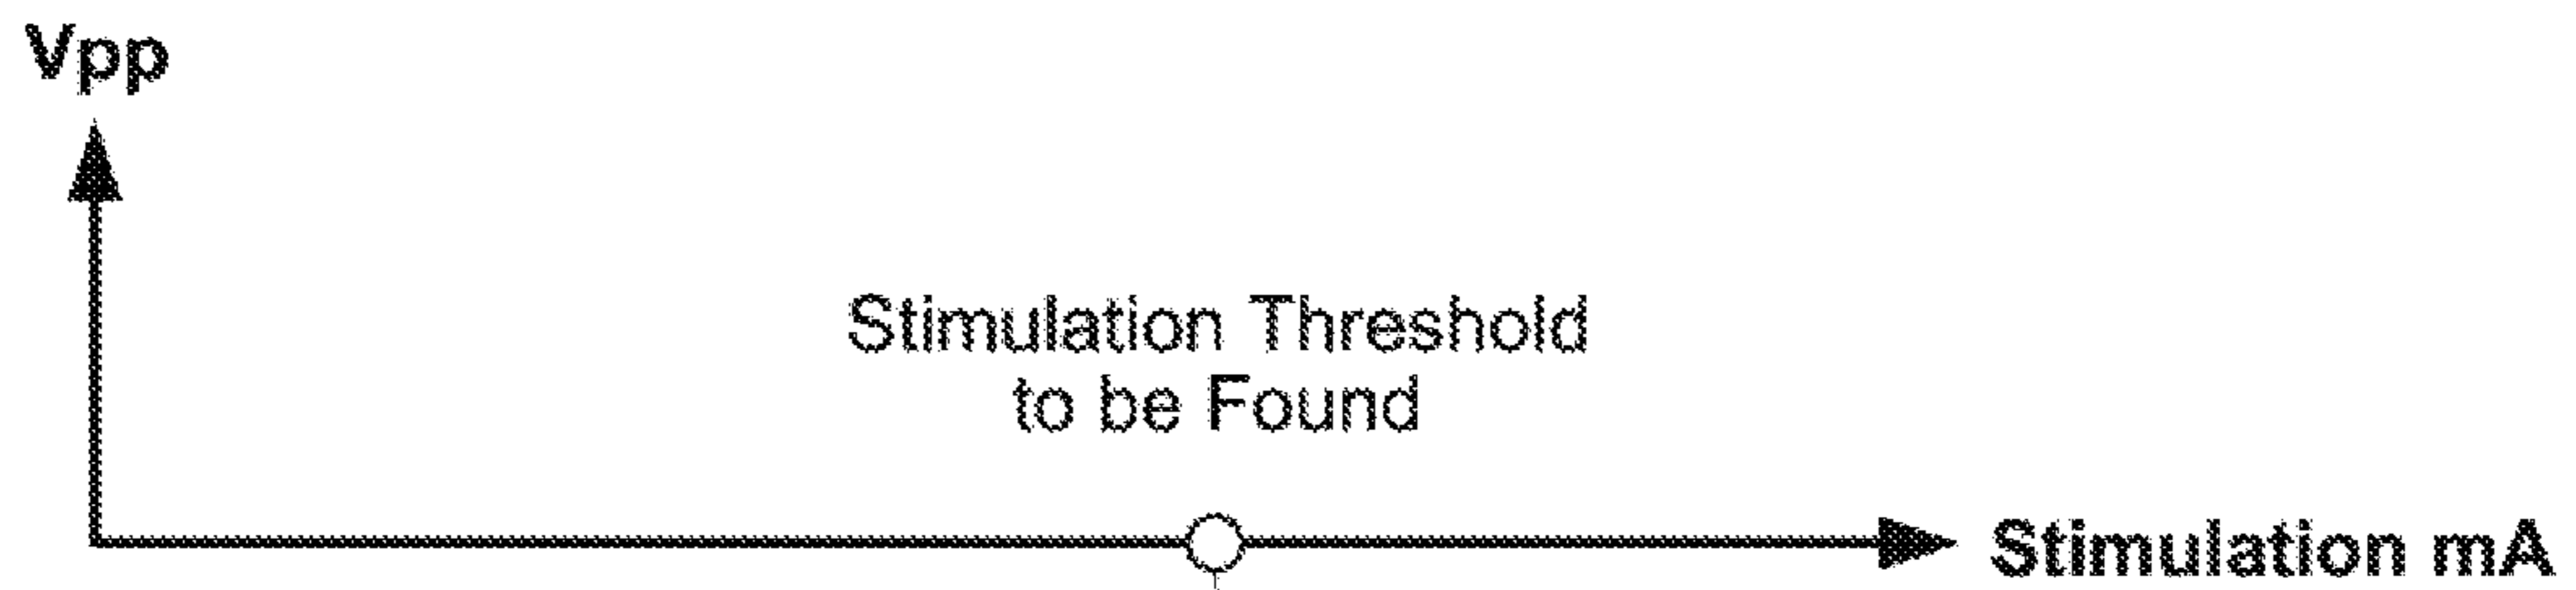 Vpp
Stimulation Threshold
to be Found
Stimulation mA